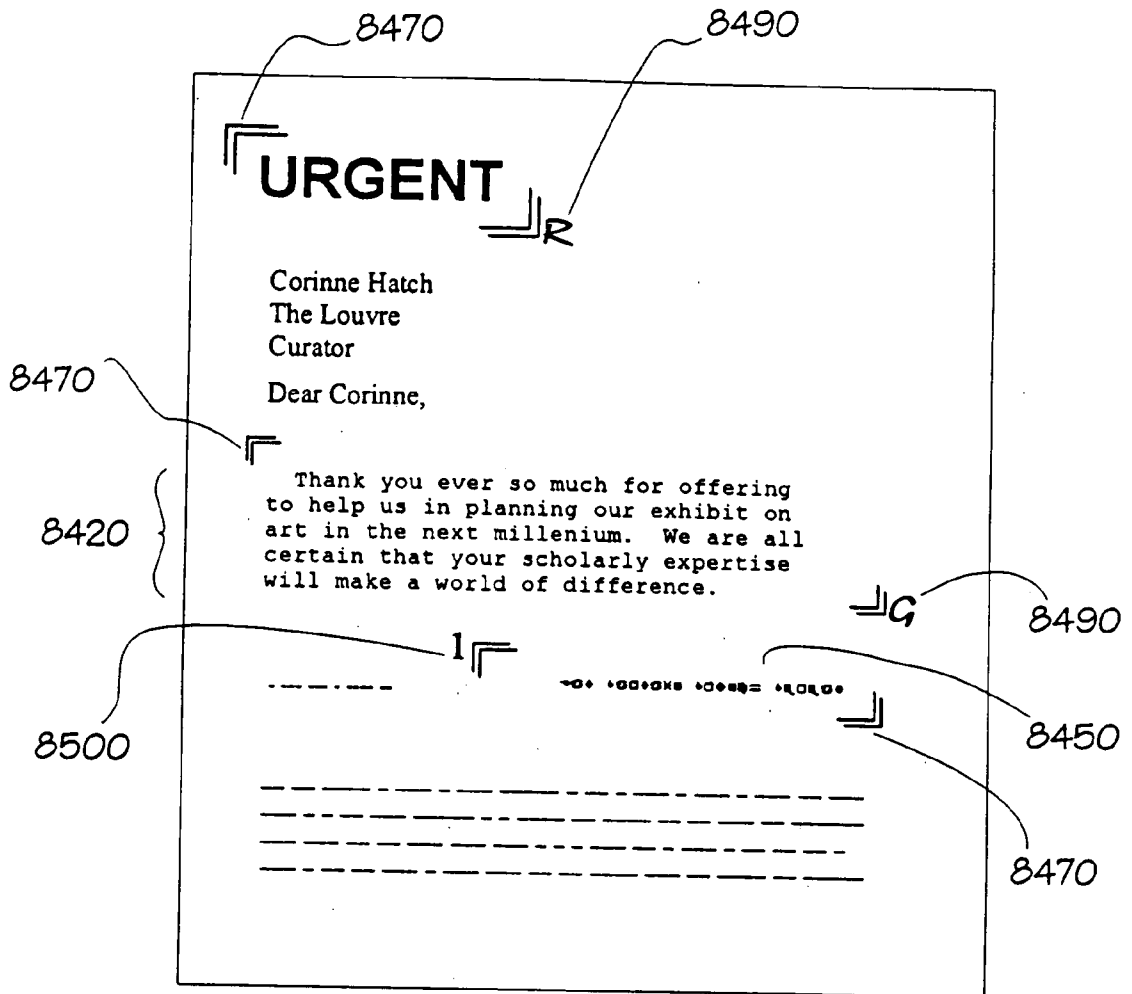 8470 8490
URGENT
R
Corinne Hatch
The Louvre
Curator
8470
Dear Corinne,
Thank you ever so much for offering
to help us in planning our exhibit on
art in the next millenium. We are all
certain that your scholarly expertise
will make a world of difference.
8420
G
8490
1
8500
8450
8470